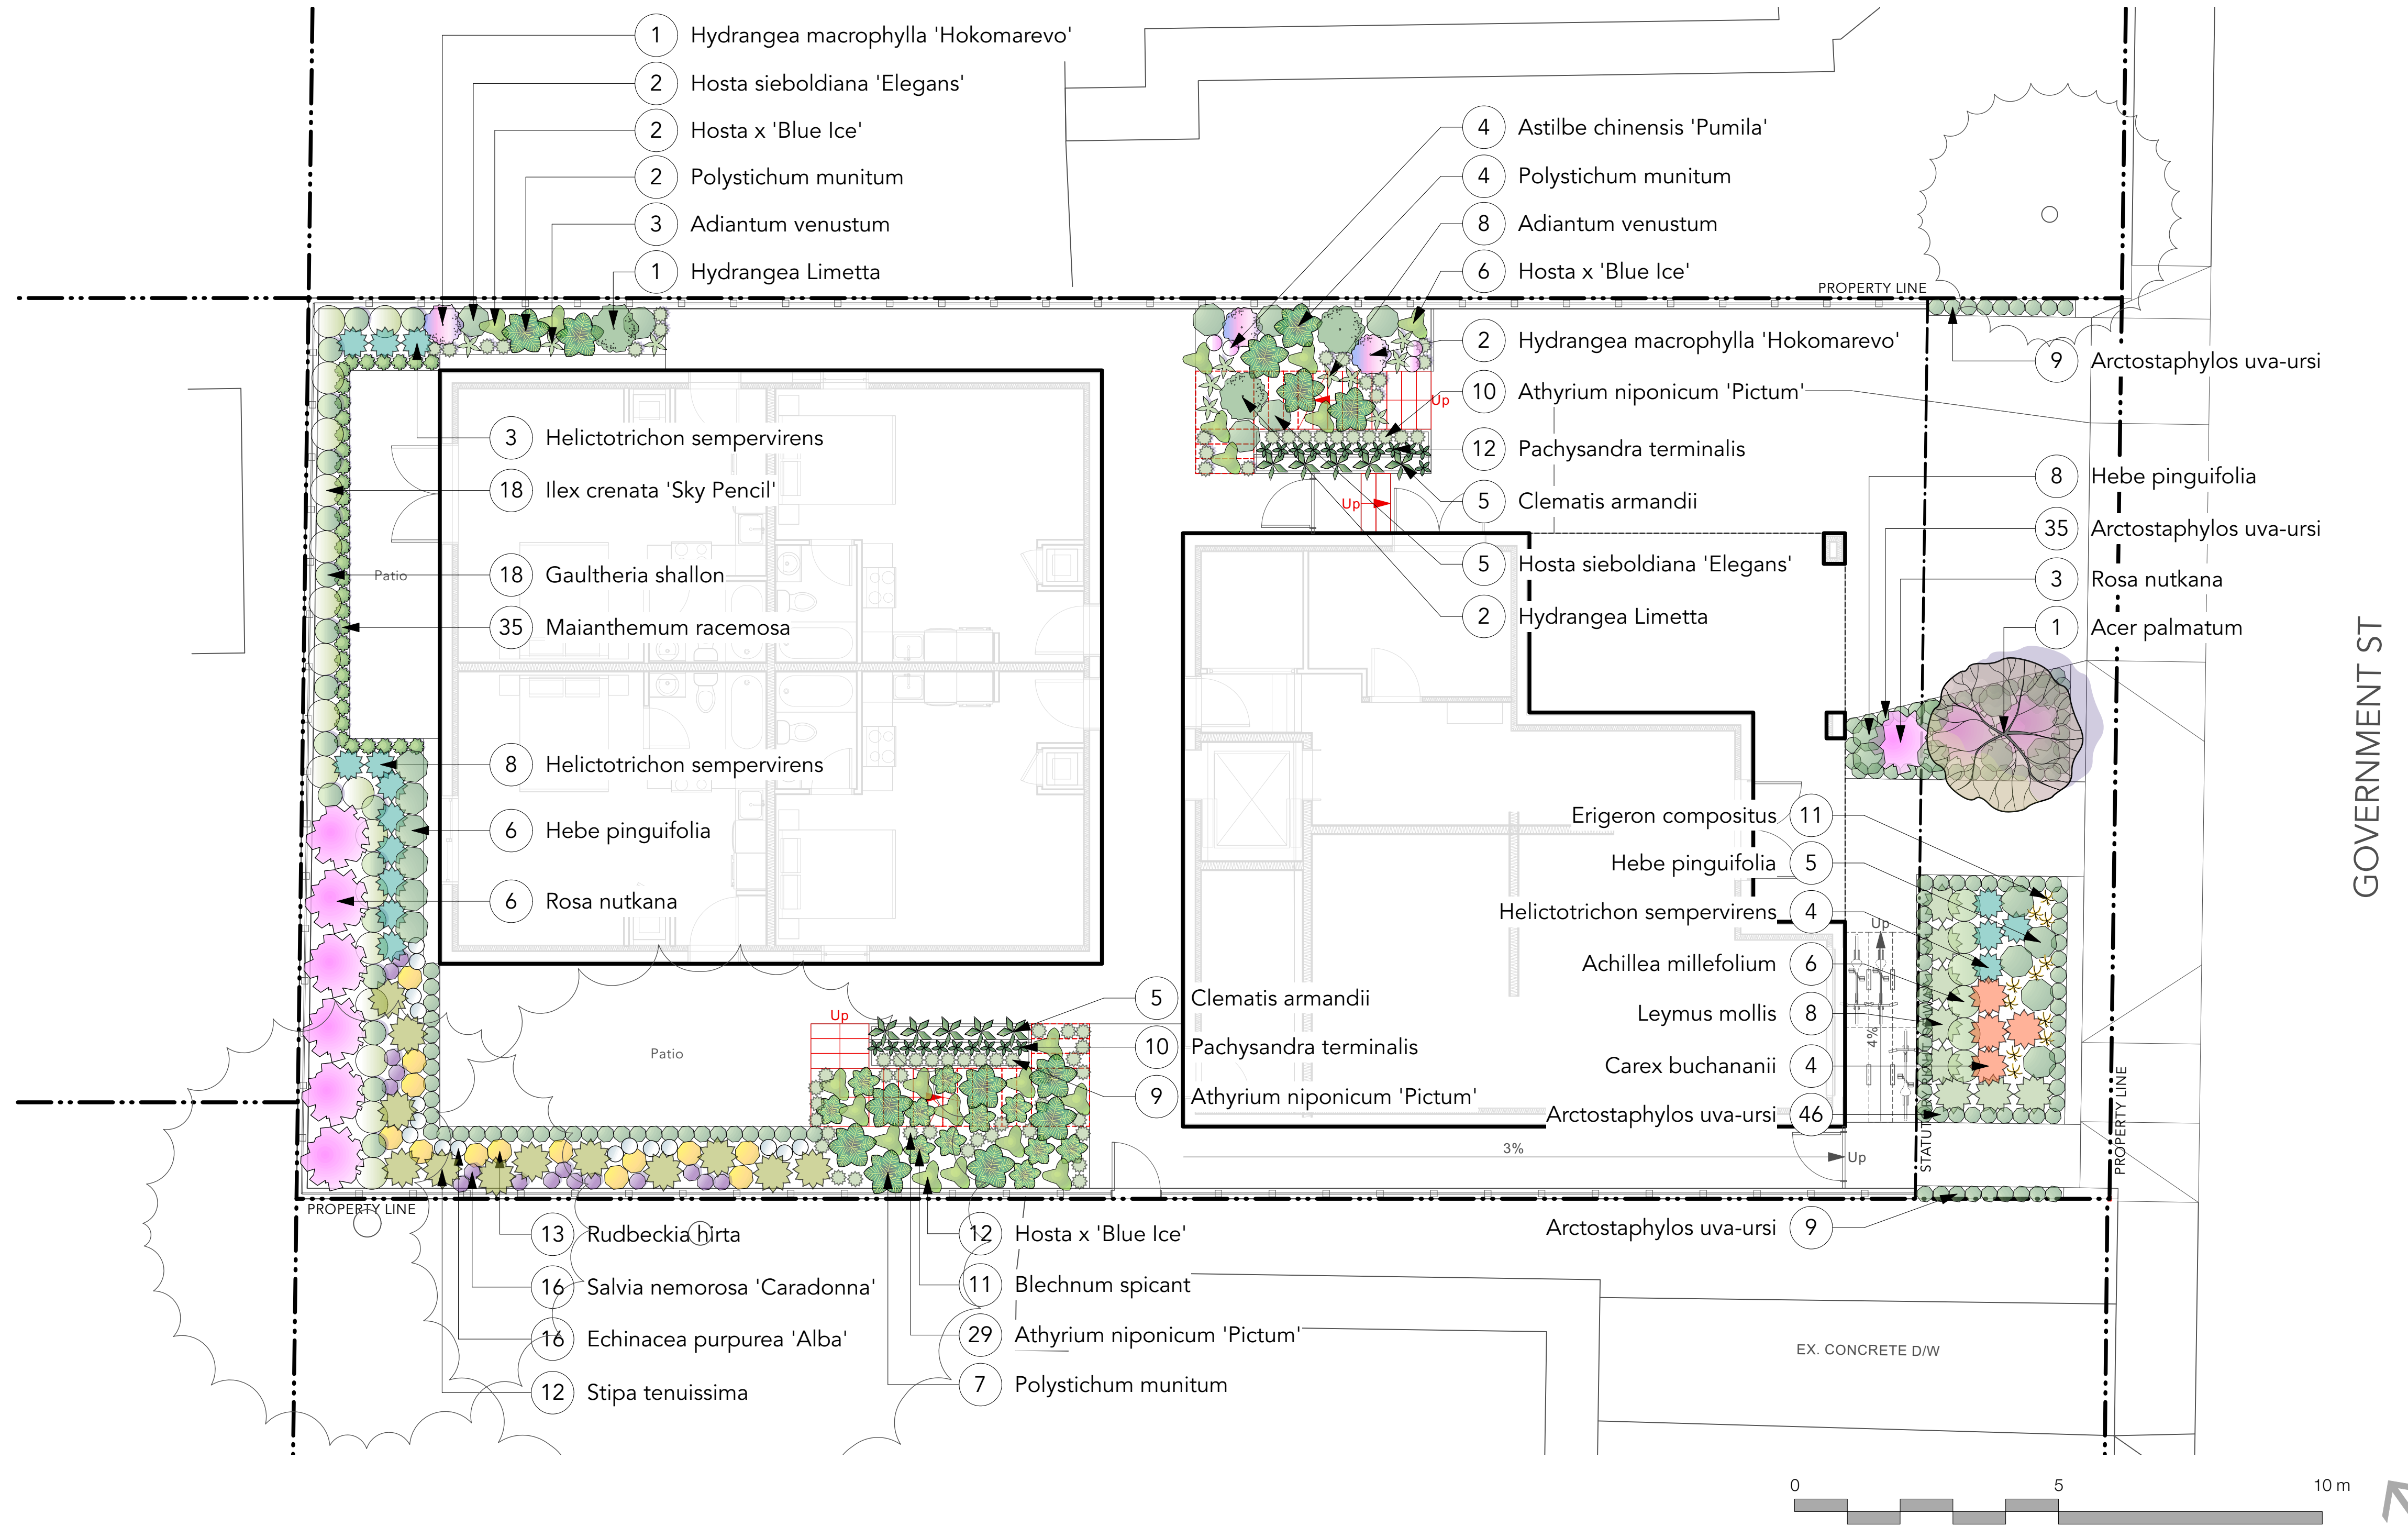 1 Hydrangea macrophylla 'Hokomarevo'
2 Hosta sieboldiana 'Elegans'
2 Hosta x 'Blue Ice'
2 Polystichum munitum
3 Adiantum venustum
1 Hydrangea Limetta
4 Astilbe chinensis 'Pumila'
4 Polystichum munitum
8 Adiantum venustum
6 Hosta x 'Blue Ice'
PROPERTY LINE
2 Hydrangea macrophylla 'Hokomarevo'
10 Athyrium niponicum 'Pictum'
12 Pachysandra terminalis
5 Clematis armandii
5 Hosta sieboldiana 'Elegans'
2 Hydrangea Limetta
Up
Up
9 Arctostaphylos uva-ursi
8 Hebe pinguifolia
35 Arctostaphylos uva-ursi
3 Rosa nutkana
1 Acer palmatum
GOVERNMENT ST
3 Helictotrichon sempervirens
18 Ilex crenata 'Sky Pencil'
18 Gaultheria shallon
Patio
35 Maianthemum racemosa
8 Helictotrichon sempervirens
6 Hebe pinguifolia
6 Rosa nutkana
Erigeron compositus 11
Hebe pinguifolia 5
Helictotrichon sempervirens 4
Achillea millefolium 6
Leymus mollis 8
Carex buchananii 4
Arctostaphylos uva-ursi 46
Up
4%
PROPERTY LINE
5 Clematis armandii
10 Pachysandra terminalis
9 Athyrium niponicum 'Pictum'
Up
Patio
3%
Up
PROPERTY LINE
Arctostaphylos uva-ursi 9
13 Rudbeckia hirta
16 Salvia nemorosa 'Caradonna'
16 Echinacea purpurea 'Alba'
12 Stipa tenuissima
12 Hosta x 'Blue Ice'
11 Blechnum spicant
29 Athyrium niponicum 'Pictum'
7 Polystichum munitum
EX. CONCRETE D/W
0 5 10 m